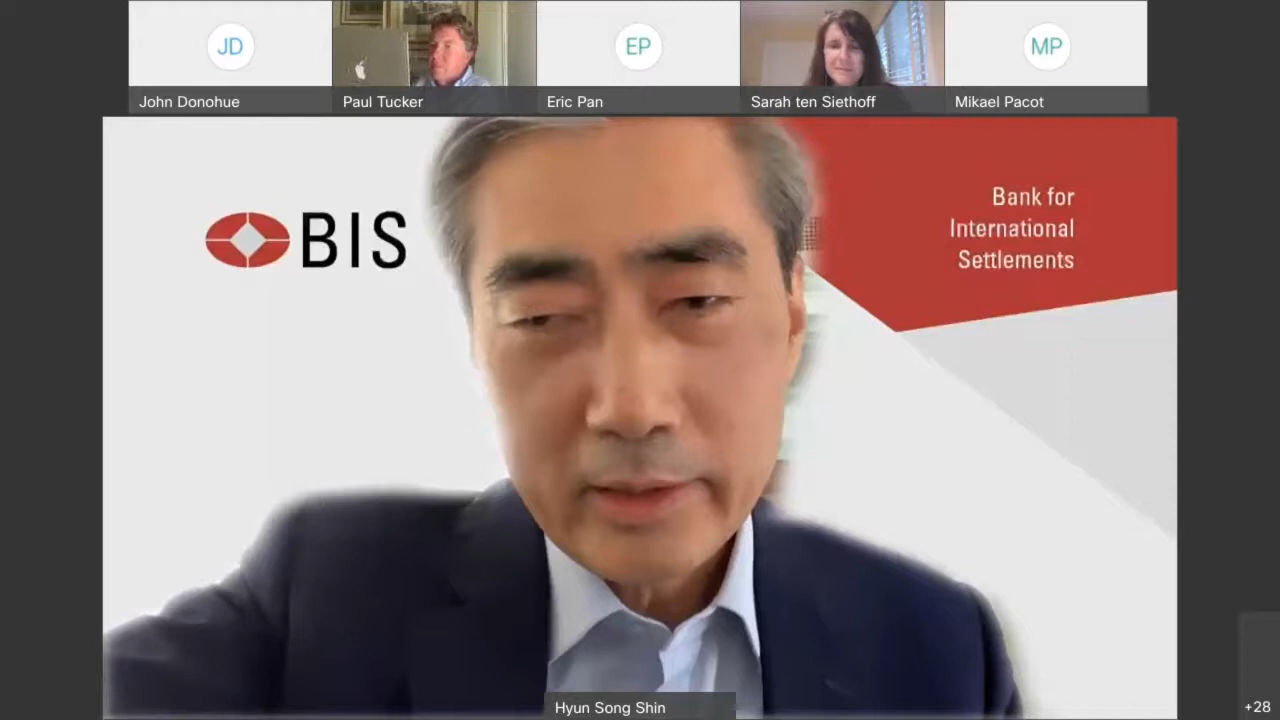 JD
EP
MP
John Donohue
Paul Tucker
Eric Pan
Sarah ten Siethoff
Mikael Pacot
BIS
Bank for
International
Settlements
Hyun Song Shin
+28